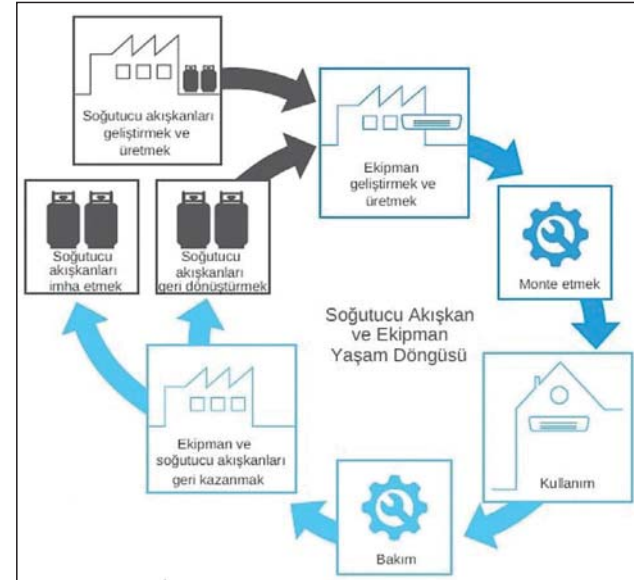 Soğutucu akışkanları
geliştirmek ve
üretmek
Ekipman
geliştirmek ve
üretmek
Soğutucu
akışkanları
imha etmek
Soğutucu
akışkanları
geri dönüştürmek
Monte etmek
Soğutucu Akışkan
ve Ekipman
Yaşam Döngüsü
Ekipman ve
soğutucu akışkanları
geri kazanmak
Kullanım
Bakım